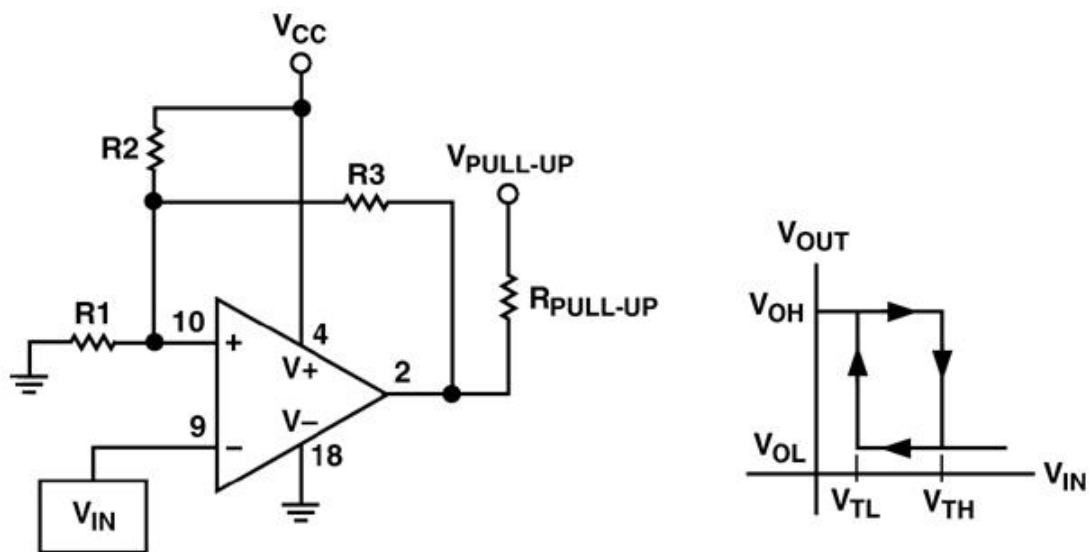 VCC
R2
R3
VPULL-UP
R1
10
+
4
V+
2
RPULL-UP
9
−
V−
18
VIN
VOUT
VOH
VOL
VIN
VTL
VTH